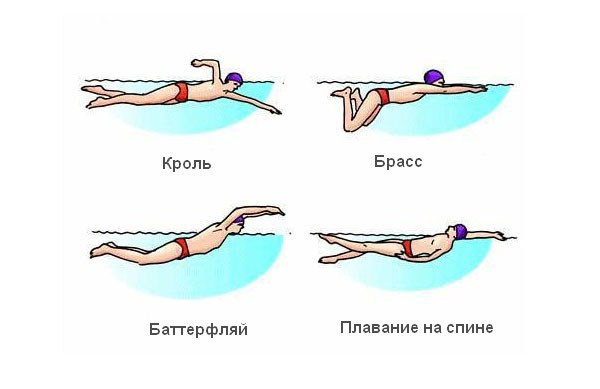 Кроль
Брасс
Баттерфляй
Плавание на спине